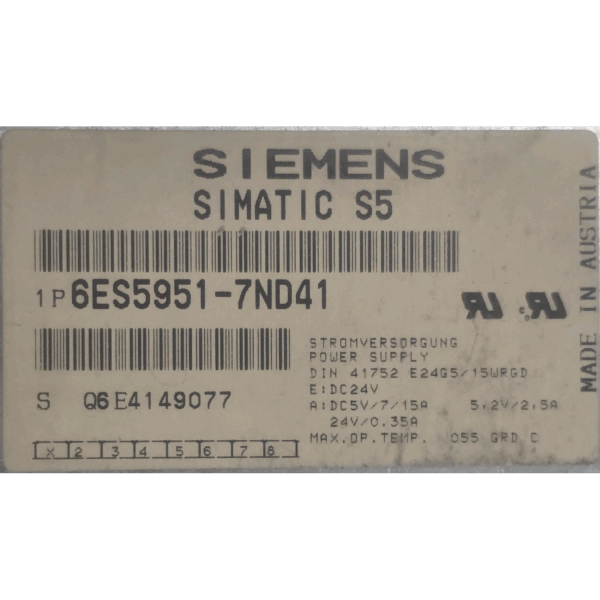 SIEMENS
SIMATIC S5
1P 6ES5951-7ND41
S Q6E4149077
X 2 3 4 5 6 7 8
STROMVERSORGUNG
POWER SUPPLY
DIN 41752 E24G5/15WRGD
E:DC24V
A:DC5V/7/15A 5,2V/2,5A
24V/0.35A
MAX.OP.TEMP. 055 GRD C
MADE IN AUSTRIA